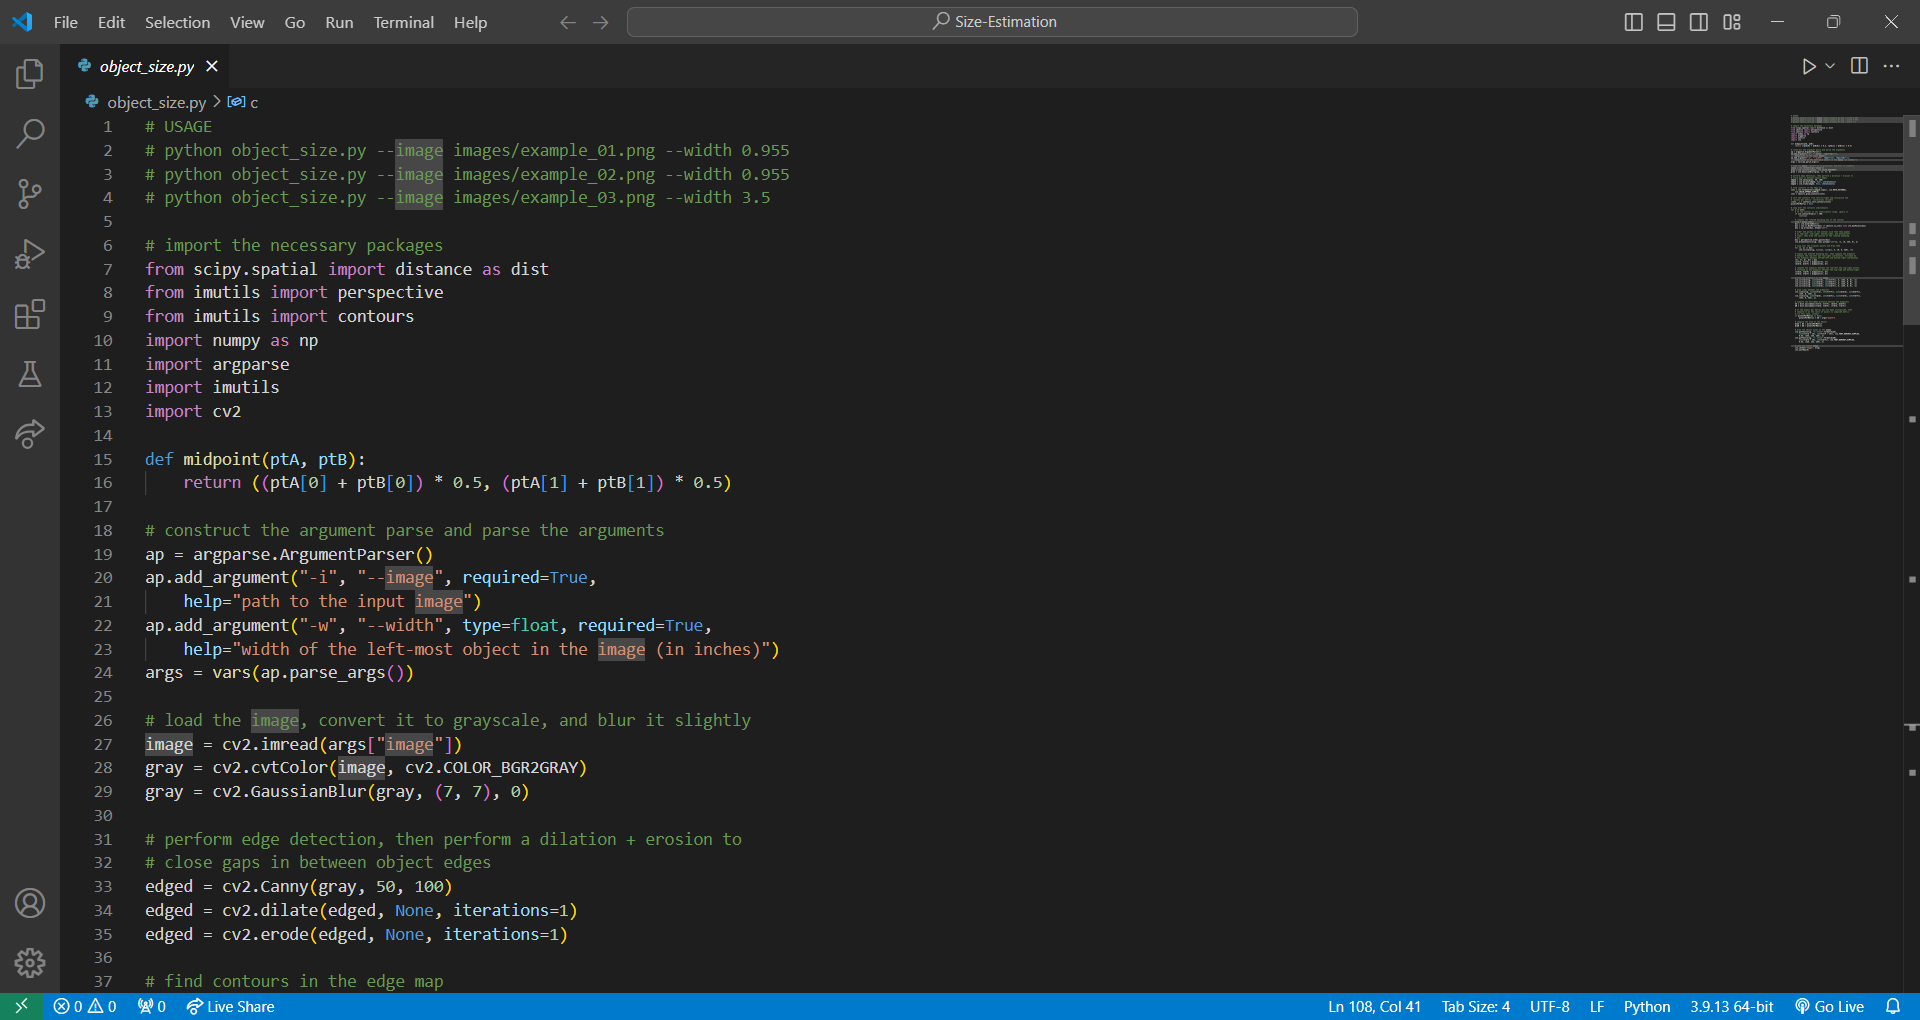 File Edit Selection View Go Run Terminal Help
Size-Estimation
object_size.py
object_size.py > c
1 # USAGE
2 # python object_size.py --image images/example_01.png --width 0.955
3 # python object_size.py --image images/example_02.png --width 0.955
4 # python object_size.py --image images/example_03.png --width 3.5
5
6 # import the necessary packages
7 from scipy.spatial import distance as dist
8 from imutils import perspective
9 from imutils import contours
10 import numpy as np
11 import argparse
12 import imutils
13 import cv2
14
15 def midpoint(ptA, ptB):
16     return ((ptA[0] + ptB[0]) * 0.5, (ptA[1] + ptB[1]) * 0.5)
17
18 # construct the argument parse and parse the arguments
19 ap = argparse.ArgumentParser()
20 ap.add_argument("-i", "--image", required=True,
21     help="path to the input image")
22 ap.add_argument("-w", "--width", type=float, required=True,
23     help="width of the left-most object in the image (in inches)")
24 args = vars(ap.parse_args())
25
26 # load the image, convert it to grayscale, and blur it slightly
27 image = cv2.imread(args["image"])
28 gray = cv2.cvtColor(image, cv2.COLOR_BGR2GRAY)
29 gray = cv2.GaussianBlur(gray, (7, 7), 0)
30
31 # perform edge detection, then perform a dilation + erosion to
32 # close gaps in between object edges
33 edged = cv2.Canny(gray, 50, 100)
34 edged = cv2.dilate(edged, None, iterations=1)
35 edged = cv2.erode(edged, None, iterations=1)
36
37 # find contours in the edge map
0 0 0 Live Share Ln 108, Col 41 Tab Size: 4 UTF-8 LF Python 3.9.13 64-bit Go Live